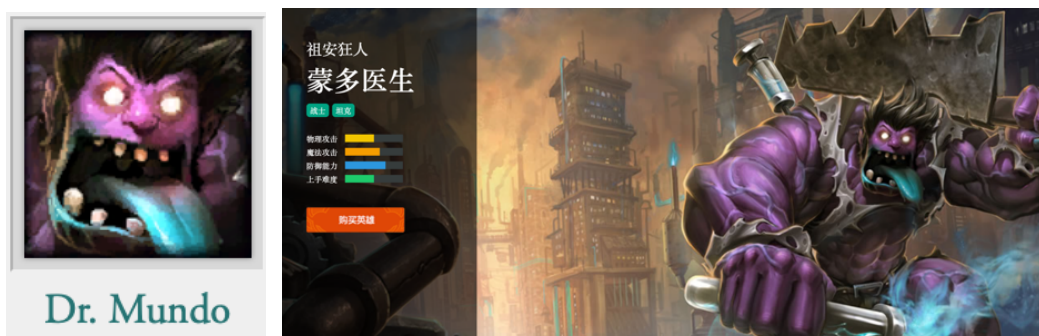 Dr. Mundo
祖安狂人
蒙多医生
战士 坦克
物理攻击
魔法攻击
防御能力
上手难度
购买英雄